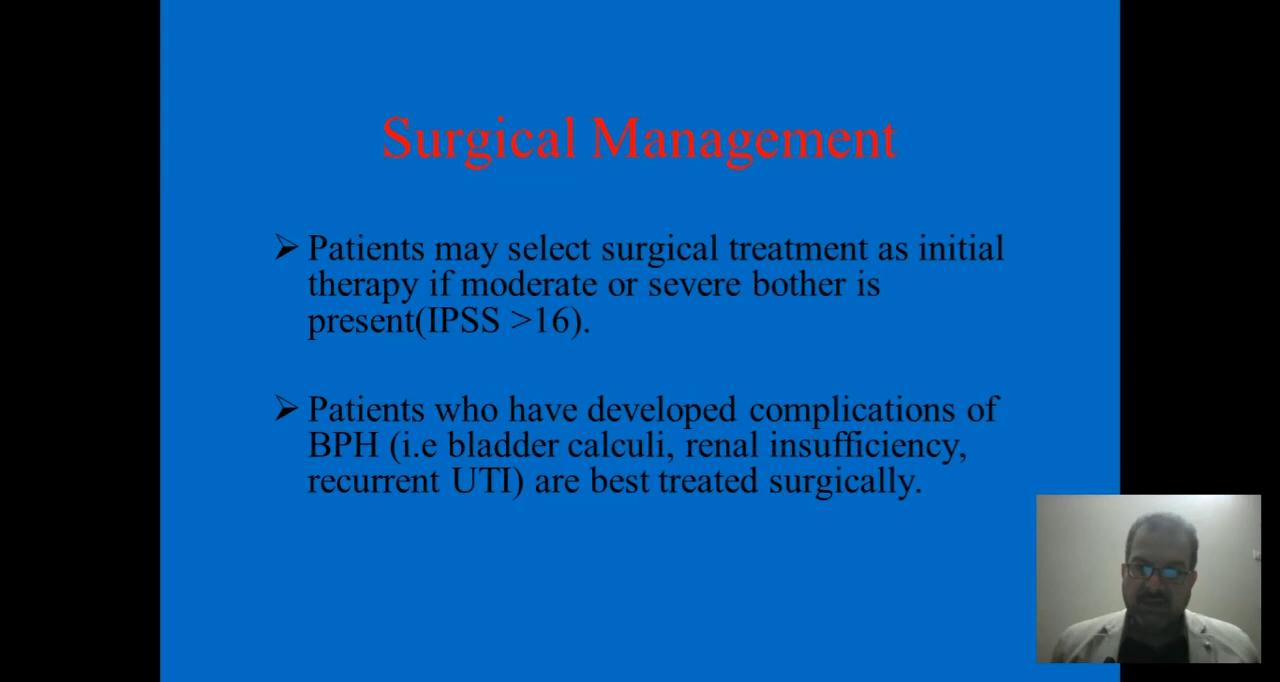 Surgical Management
➢ Patients may select surgical treatment as initial
therapy if moderate or severe bother is
present(IPSS >16).
➢ Patients who have developed complications of
BPH (i.e bladder calculi, renal insufficiency,
recurrent UTI) are best treated surgically.